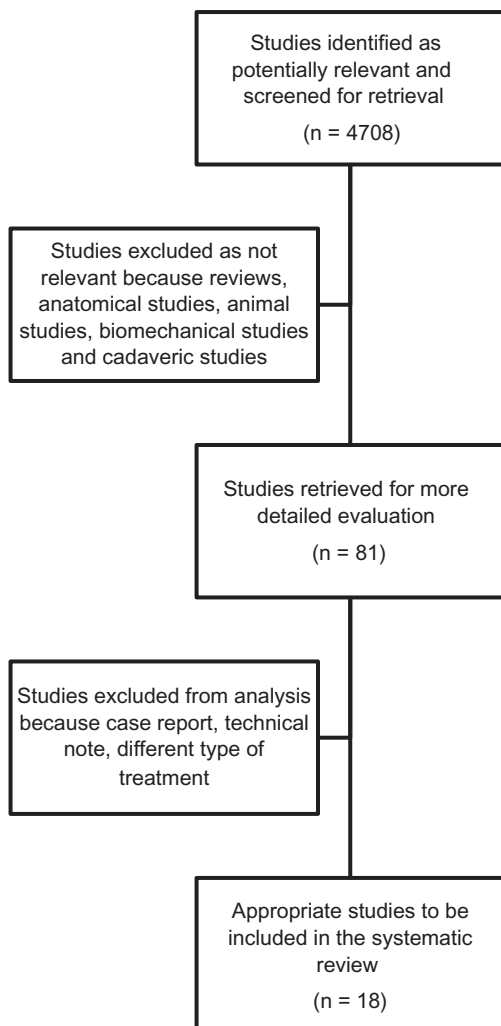 Studies identified as
potentially relevant and
screened for retrieval
(n = 4708)
Studies excluded as not
relevant because reviews,
anatomical studies, animal
studies, biomechanical studies
and cadaveric studies
Studies retrieved for more
detailed evaluation
(n = 81)
Studies excluded from analysis
because case report, technical
note, different type of
treatment
Appropriate studies to be
included in the systematic
review
(n = 18)